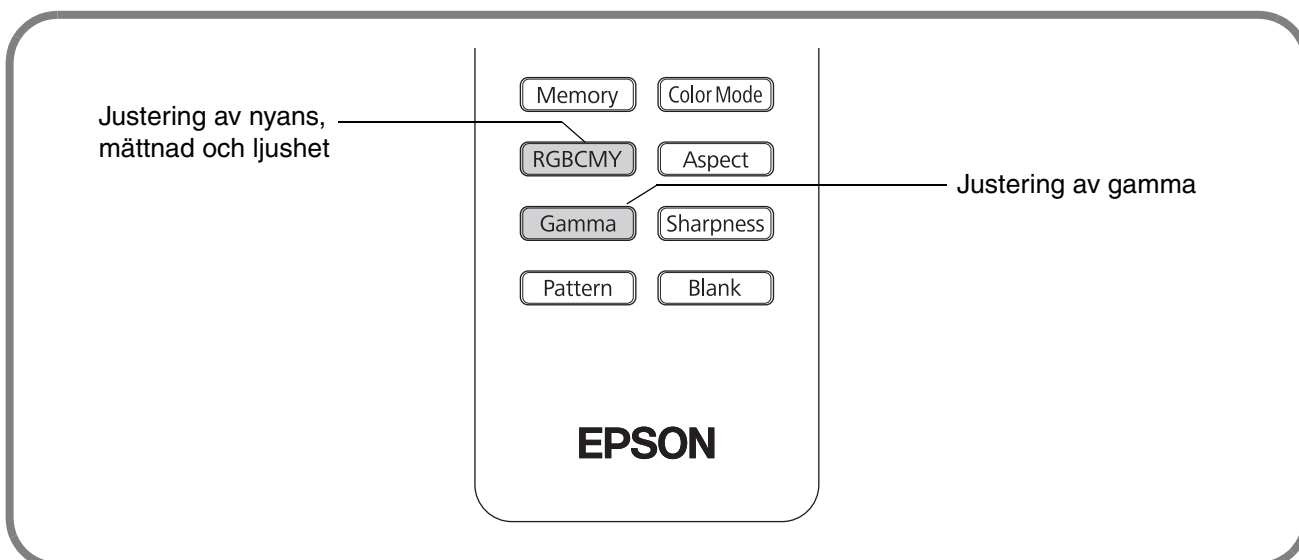 Memory Color Mode
Justering av nyans,
mättnad och ljushet
RGBCMY Aspect
Justering av gamma
Gamma Sharpness
Pattern Blank
EPSON